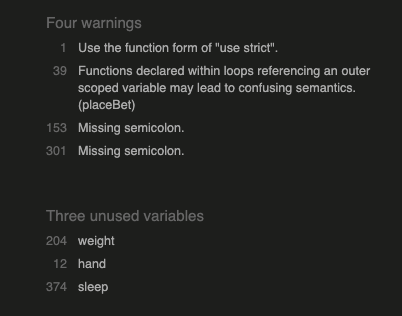 Four warnings
1 Use the function form of "use strict".
39 Functions declared within loops referencing an outer
scoped variable may lead to confusing semantics.
(placeBet)
153 Missing semicolon.
301 Missing semicolon.
Three unused variables
204 weight
12 hand
374 sleep